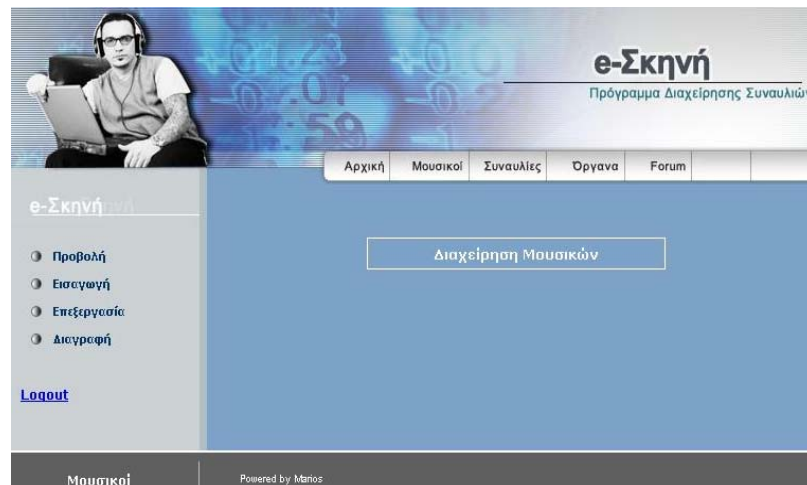 e-Σκηνή
Πρόγραμμα Διαχείρησης Συναυλιών
Αρχική Μουσικοί Συναυλίες Όργανα Forum
e-Σκηνή
Διαχείρηση Μουσικών
Προβολή
Εισαγωγή
Επεξεργασία
Διαγραφή
Logout
Μουσικοί
Powered by Marios